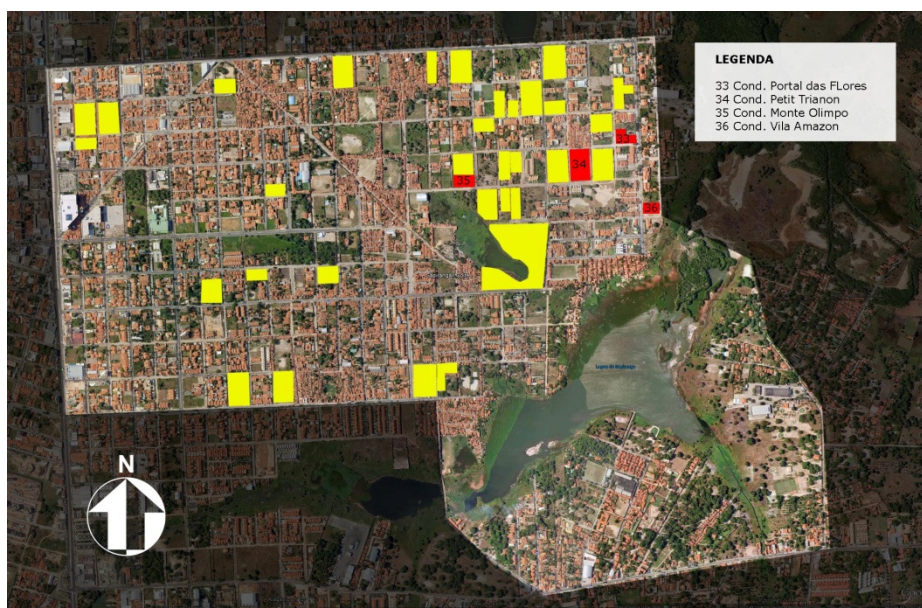 LEGENDA
33 Cond. Portal das FLores
34 Cond. Petit Trianon
35 Cond. Monte Olimpo
36 Cond. Vila Amazon
33
34
35
36
N